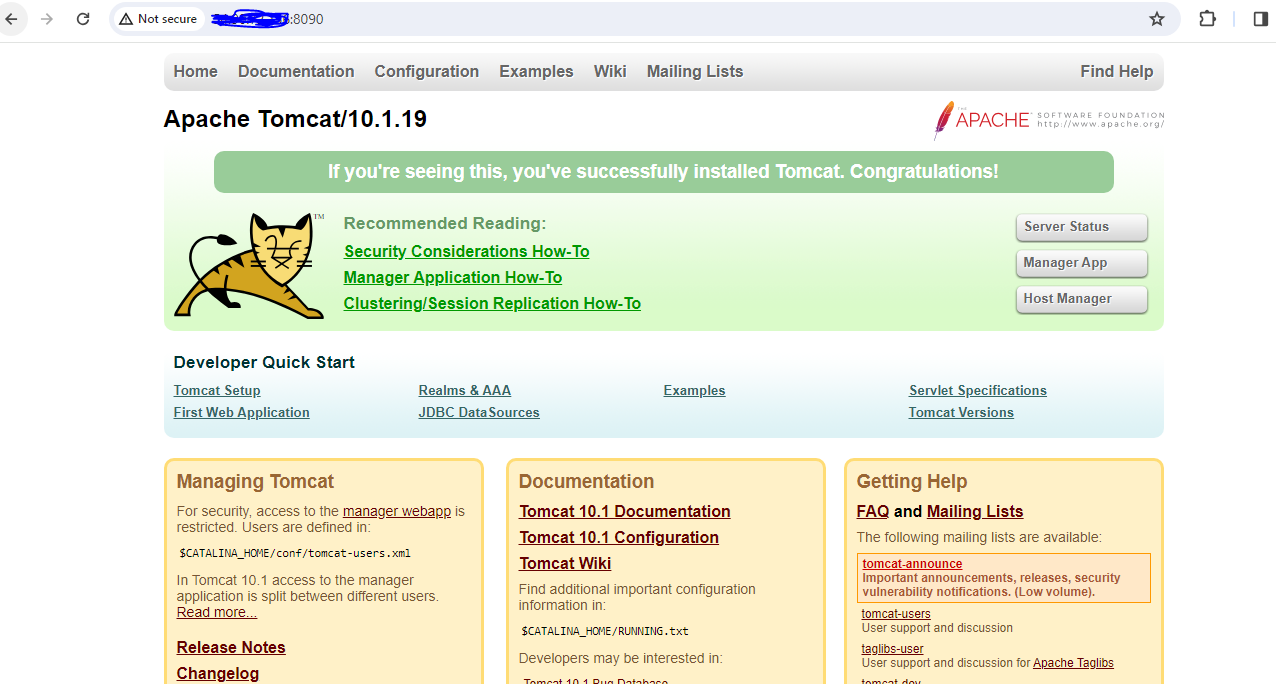 Not secure :8090
Home Documentation Configuration Examples Wiki Mailing Lists Find Help
Apache Tomcat/10.1.19
THE
APACHE SOFTWARE FOUNDATION
http://www.apache.org/
If you're seeing this, you've successfully installed Tomcat. Congratulations!
TM
Recommended Reading:
Security Considerations How-To
Manager Application How-To
Clustering/Session Replication How-To
Server Status
Manager App
Host Manager
Developer Quick Start
Tomcat Setup
First Web Application
Realms & AAA
JDBC DataSources
Examples
Servlet Specifications
Tomcat Versions
Managing Tomcat
For security, access to the manager webapp is
restricted. Users are defined in:
$CATALINA_HOME/conf/tomcat-users.xml
In Tomcat 10.1 access to the manager
application is split between different users.
Read more...
Release Notes
Changelog
Documentation
Tomcat 10.1 Documentation
Tomcat 10.1 Configuration
Tomcat Wiki
Find additional important configuration
information in:
$CATALINA_HOME/RUNNING.txt
Developers may be interested in:
Tomcat 10.1 Bug Database
Getting Help
FAQ and Mailing Lists
The following mailing lists are available:
tomcat-announce
Important announcements, releases, security
vulnerability notifications. (Low volume).
tomcat-users
User support and discussion
taglibs-user
User support and discussion for Apache Taglibs
tomcat-dev